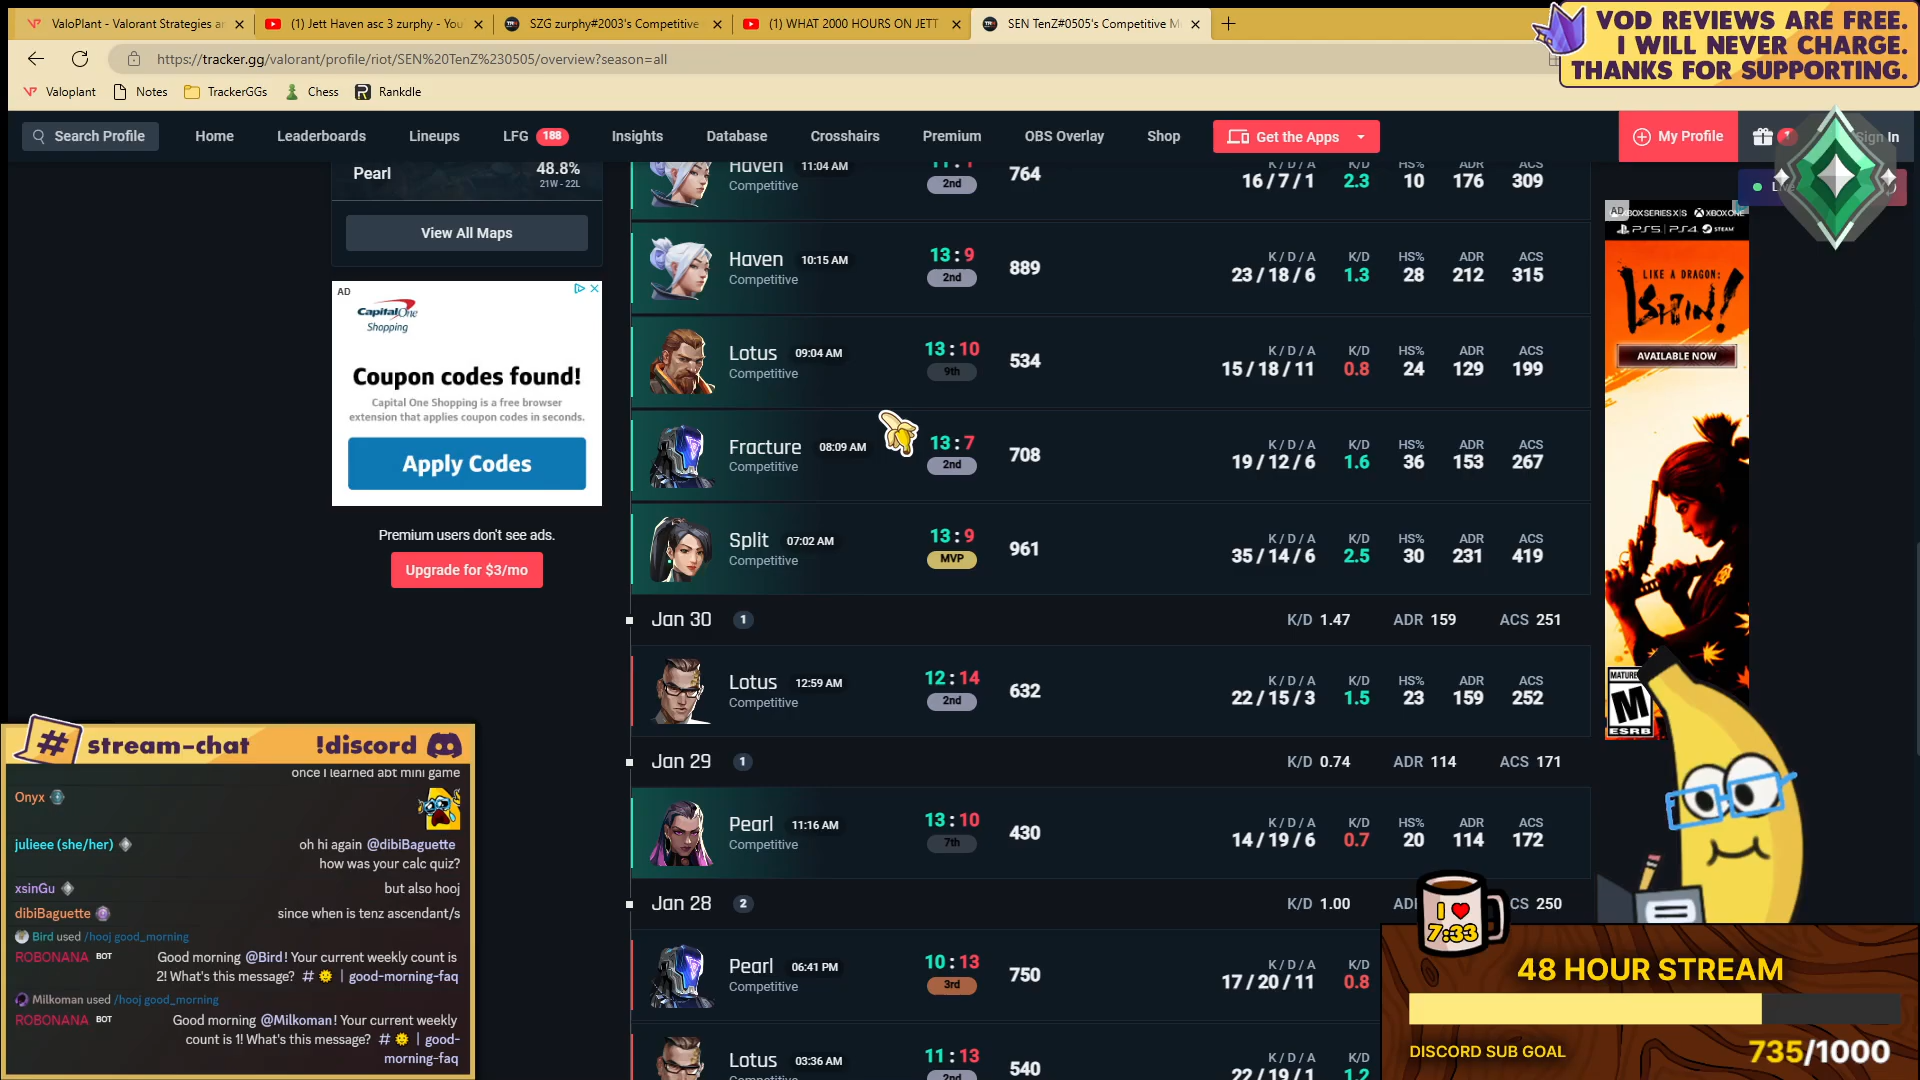 ValoPlant - Valorant Strategies a
(1) Jett Haven asc 3 zurphy - You
SZG zurphy#2003's Competitive
(1) WHAT 2000 HOURS ON JETT
SEN TenZ#0505's Competitive M
VOD REVIEWS ARE FREE.
I WILL NEVER CHARGE.
THANKS FOR SUPPORTING.
https://tracker.gg/valorant/profile/riot/SEN%20TenZ%230505/overview?season=all
Valoplant
Notes
TrackerGGs
Chess
Rankdle
Search Profile
Home
Leaderboards
Lineups
LFG 188
Insights
Database
Crosshairs
Premium
OBS Overlay
Shop
Get the Apps
My Profile
Sign In
Pearl
48.8%
21W - 22L
View All Maps
AD
CapitalOne
Shopping
Coupon codes found!
Capital One Shopping is a free browser
extension that applies coupon codes in seconds.
Apply Codes
Premium users don't see ads.
Upgrade for $3/mo
Haven 11:04 AM
Competitive
2nd
764
K / D / A K/D HS% ADR ACS
16 / 7 / 1 2.3 10 176 309
Haven 10:15 AM
Competitive
13 : 9
2nd
889
K / D / A K/D HS% ADR ACS
23 / 18 / 6 1.3 28 212 315
Lotus 09:04 AM
Competitive
13 : 10
9th
534
K / D / A K/D HS% ADR ACS
15 / 18 / 11 0.8 24 129 199
Fracture 08:09 AM
Competitive
13 : 7
2nd
708
K / D / A K/D HS% ADR ACS
19 / 12 / 6 1.6 36 153 267
Split 07:02 AM
Competitive
13 : 9
MVP
961
K / D / A K/D HS% ADR ACS
35 / 14 / 6 2.5 30 231 419
Jan 30 1 K/D 1.47 ADR 159 ACS 251
Lotus 12:59 AM
Competitive
12 : 14
2nd
632
K / D / A K/D HS% ADR ACS
22 / 15 / 3 1.5 23 159 252
Jan 29 1 K/D 0.74 ADR 114 ACS 171
Pearl 11:16 AM
Competitive
13 : 10
7th
430
K / D / A K/D HS% ADR ACS
14 / 19 / 6 0.7 20 114 172
Jan 28 2 K/D 1.00 AD CS 250
Pearl 06:41 PM
Competitive
10 : 13
3rd
750
K / D / A K/D
17 / 20 / 11 0.8
Lotus 03:36 AM
11 : 13
2nd
540
K / D / A K/D
22 / 19 / 1 1.2
AD
XBOX SERIES X|S XBOX ONE
PS5 PS4 STEAM
LIKE A DRAGON:
ISHIN!
AVAILABLE NOW
MATURE
M
ESRB
# stream-chat !discord
once I learned abt mini game
Onyx
julieee (she/her) oh hi again @dibiBaguette
how was your calc quiz?
xsinGu but also hooj
dibiBaguette since when is tenz ascendant/s
Bird used /hooj good_morning
ROBONANA BOT Good morning @Bird! Your current weekly count is
2! What's this message? # | good-morning-faq
Milkoman used /hooj good_morning
ROBONANA BOT Good morning @Milkoman! Your current weekly
count is 1! What's this message? # | good-
morning-faq
I ❤
7:33
48 HOUR STREAM
DISCORD SUB GOAL
735/1000